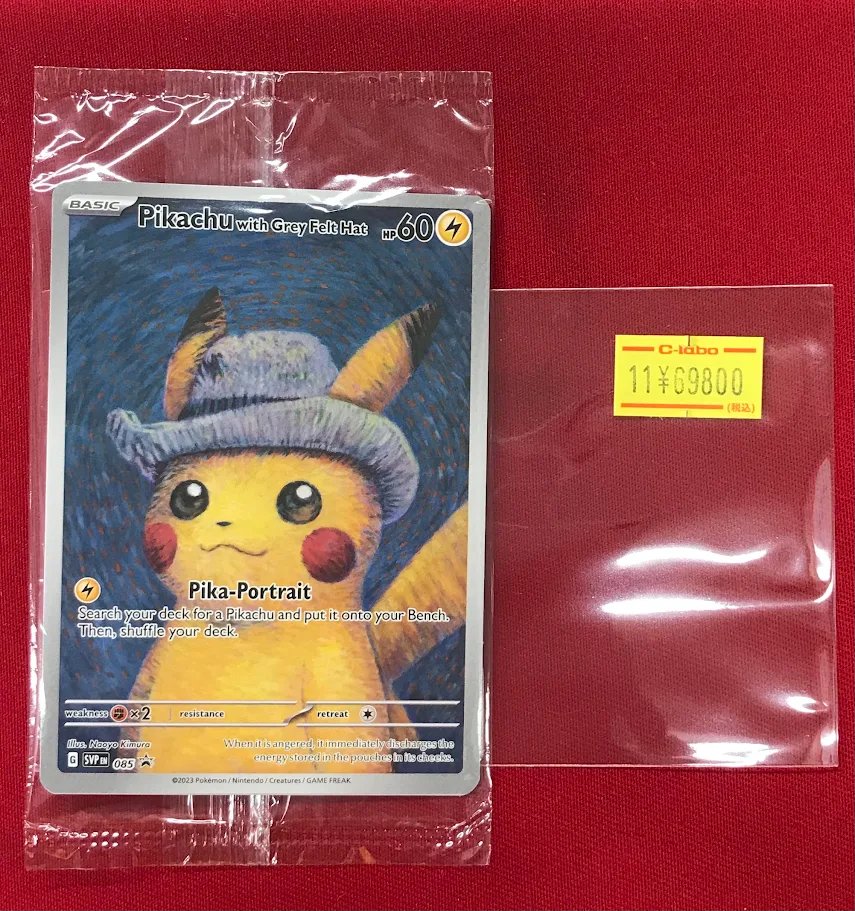 BASIC Pikachu with Grey Felt Hat HP60
C-labo
11¥69800
(税込)
Pika-Portrait
Search your deck for a Pikachu and put it onto your Bench.
Then, shuffle your deck.
weakness ×2 resistance retreat
Illus. Naoyo Kimura
When it is angered, it immediately discharges the
energy stored in the pouches in its cheeks.
G SVP EN 085
©2023 Pokémon / Nintendo / Creatures / GAME FREAK